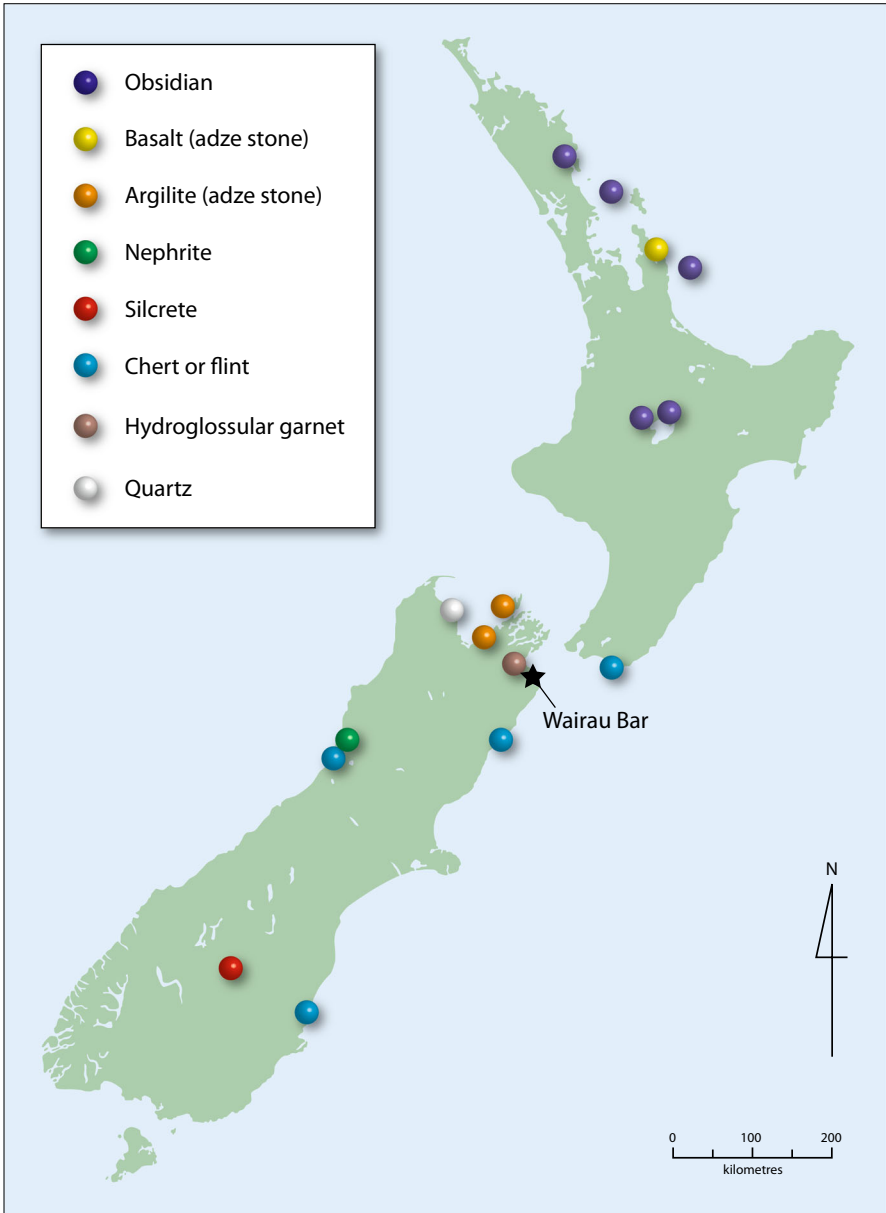 Obsidian
Basalt (adze stone)
Argilite (adze stone)
Nephrite
Silcrete
Chert or flint
Hydroglossular garnet
Quartz
Wairau Bar
N
0 100 200
kilometres